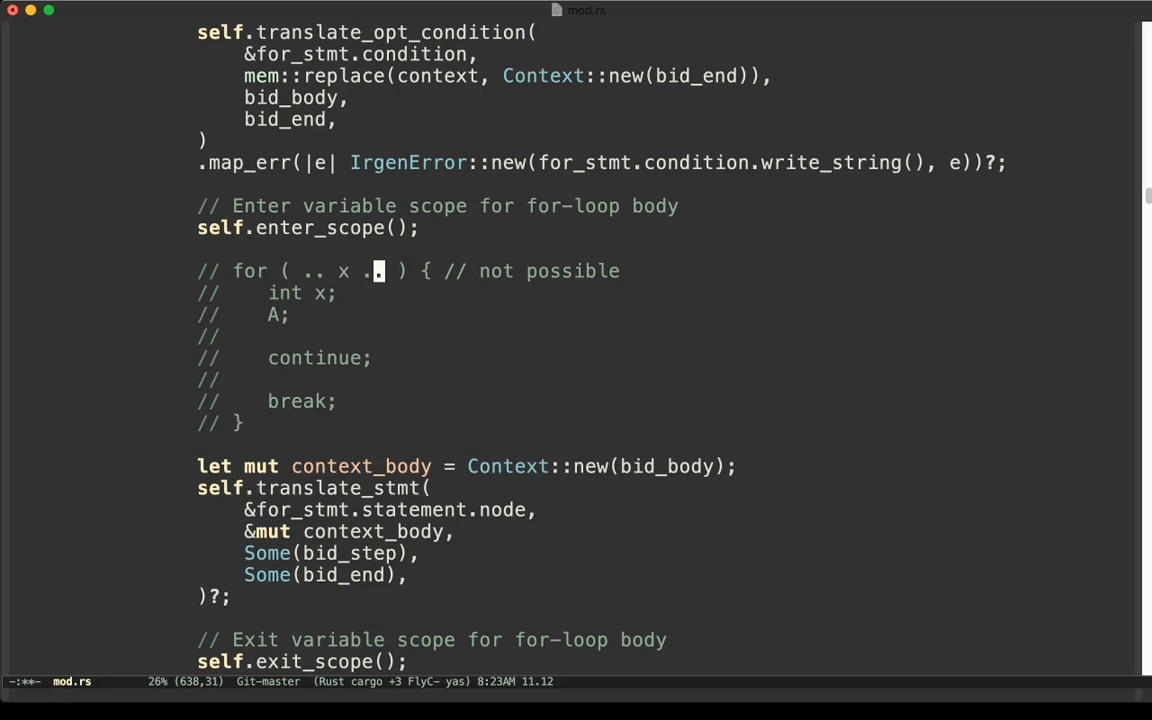 mod.rs
self.translate_opt_condition(
&for_stmt.condition,
mem::replace(context, Context::new(bid_end)),
bid_body,
bid_end,
)
.map_err(|e| IrgenError::new(for_stmt.condition.write_string(), e))?;
// Enter variable scope for for-loop body
self.enter_scope();
// for ( .. x .. ) { // not possible
//    int x;
//    A;
//
//    continue;
//
//    break;
// }
let mut context_body = Context::new(bid_body);
self.translate_stmt(
&for_stmt.statement.node,
&mut context_body,
Some(bid_step),
Some(bid_end),
)?;
// Exit variable scope for for-loop body
self.exit_scope();
-:**-  mod.rs  26% (638,31)  Git-master  (Rust cargo +3 FlyC- yas) 8:23AM 11.12